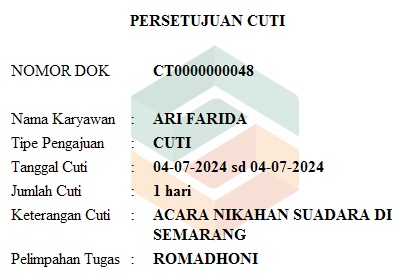 PERSETUJUAN CUTI
NOMOR DOK CT0000000048
Nama Karyawan : ARI FARIDA
Tipe Pengajuan : CUTI
Tanggal Cuti : 04-07-2024 sd 04-07-2024
Jumlah Cuti : 1 hari
Keterangan Cuti : ACARA NIKAHAN SUADARA DI
SEMARANG
Pelimpahan Tugas : ROMADHONI